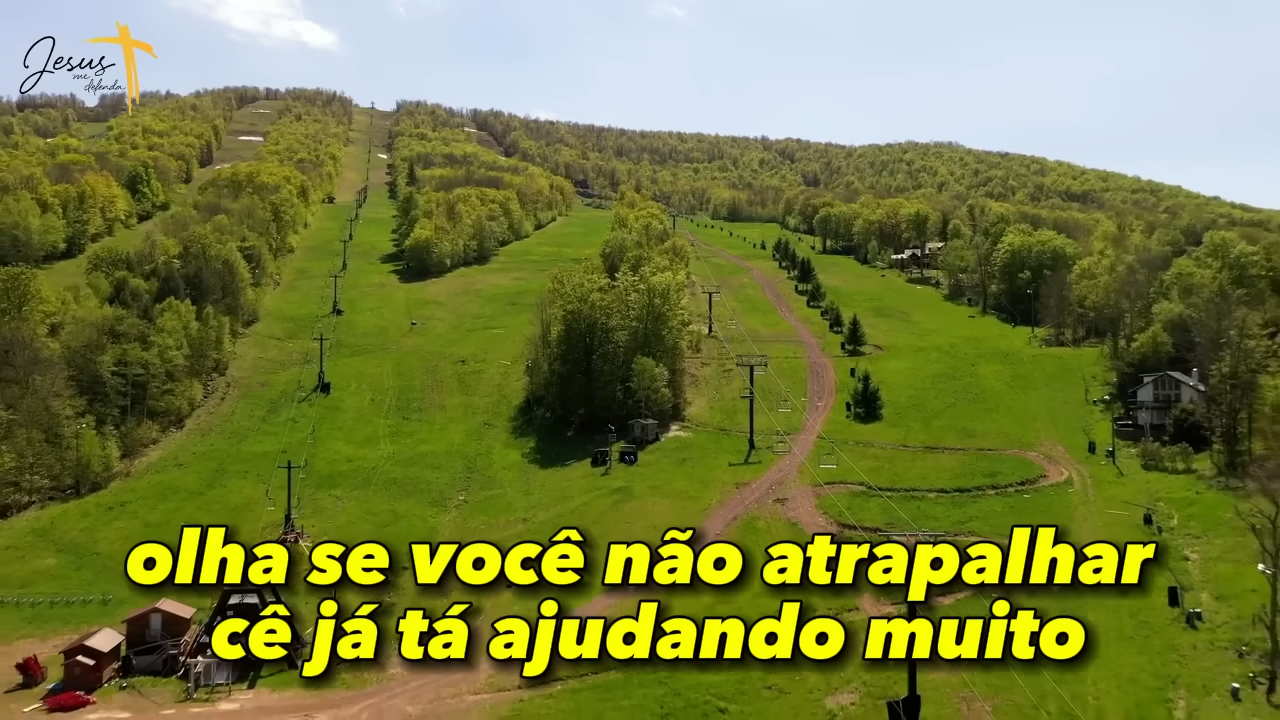 Jesus
me
defenda
olha se você não atrapalhar
cê já tá ajudando muito